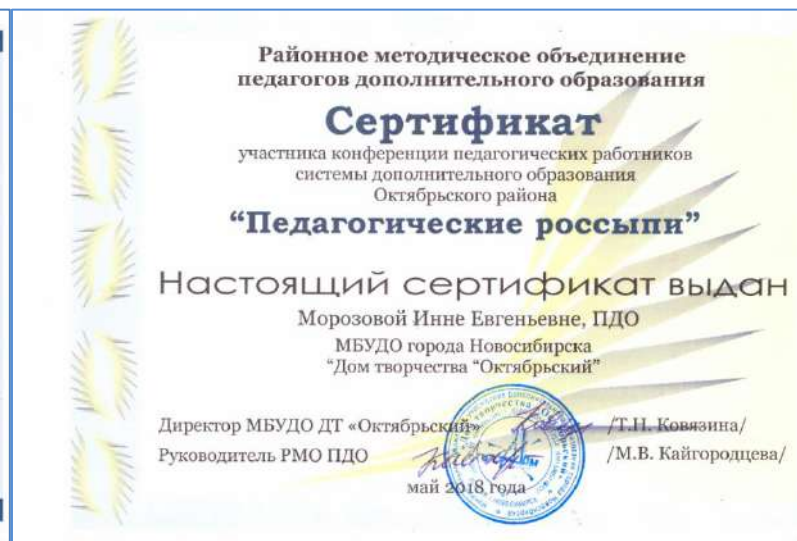 Районное методическое объединение
педагогов дополнительного образования
Сертификат
участника конференции педагогических работников
системы дополнительного образования
Октябрьского района
“Педагогические россыпи”
Настоящий сертификат выдан
Морозовой Инне Евгеньевне, ПДО
МБУДО города Новосибирска
“Дом творчества “Октябрьский”
Директор МБУДО ДТ «Октябрьский» /Т.Н. Ковязина/
Руководитель РМО ПДО /М.В. Кайгородцева/
май 2018 года